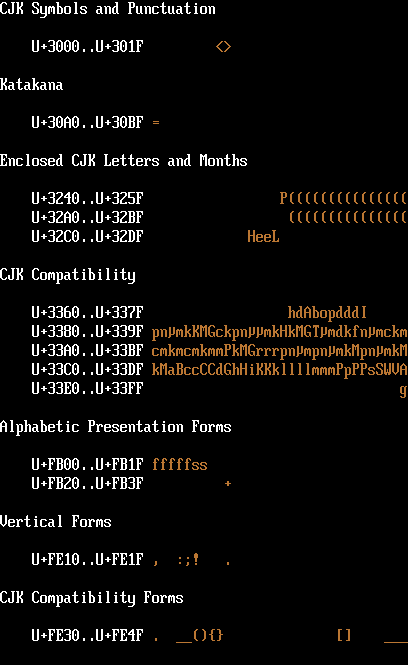 CJK Symbols and Punctuation
U+3000..U+301F <>
Katakana
U+30A0..U+30BF =
Enclosed CJK Letters and Months
U+3240..U+325F P(((((((((((((((
U+32A0..U+32BF (((((((((((((((
U+32C0..U+32DF HeeL
CJK Compatibility
U+3360..U+337F hdAbopdddI
U+3380..U+339F pnµmkKMGckpnµµmkHkMGTµmdkfnµmckm
U+33A0..U+33BF cmkmcmkmmPkMGrrrpnµmpnµmkMpnµmkM
U+33C0..U+33DF kMaBccCCdGhHiKKkllllmmmPpPPsSWVA
U+33E0..U+33FF g
Alphabetic Presentation Forms
U+FB00..U+FB1F fffffss
U+FB20..U+FB3F +
Vertical Forms
U+FE10..U+FE1F ,  :;!   .
CJK Compatibility Forms
U+FE30..U+FE4F .  __(){}              []    ___